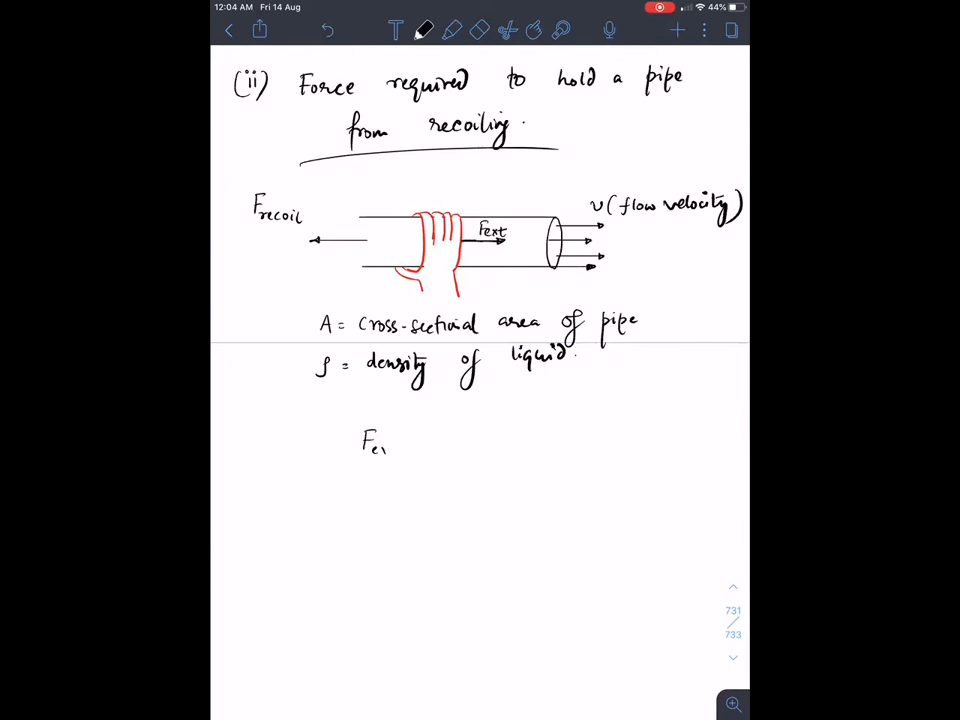 12:04 AM Fri 14 Aug 44%
(ii) Force required to hold a pipe
from recoiling.
Frecoil
Fext
v (flow velocity)
A = Cross-sectional area of pipe
ρ = density of liquid.
Fe
731
733